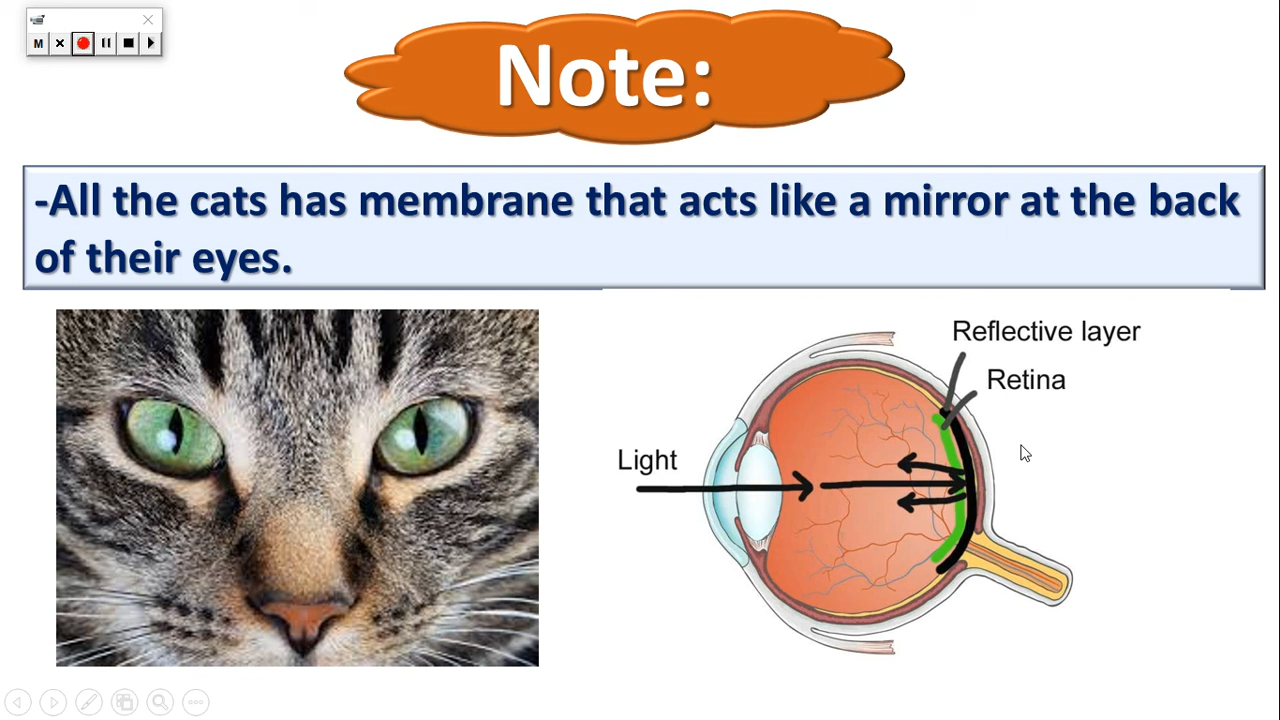 M
Note:
-All the cats has membrane that acts like a mirror at the back
of their eyes.
Reflective layer
Retina
Light